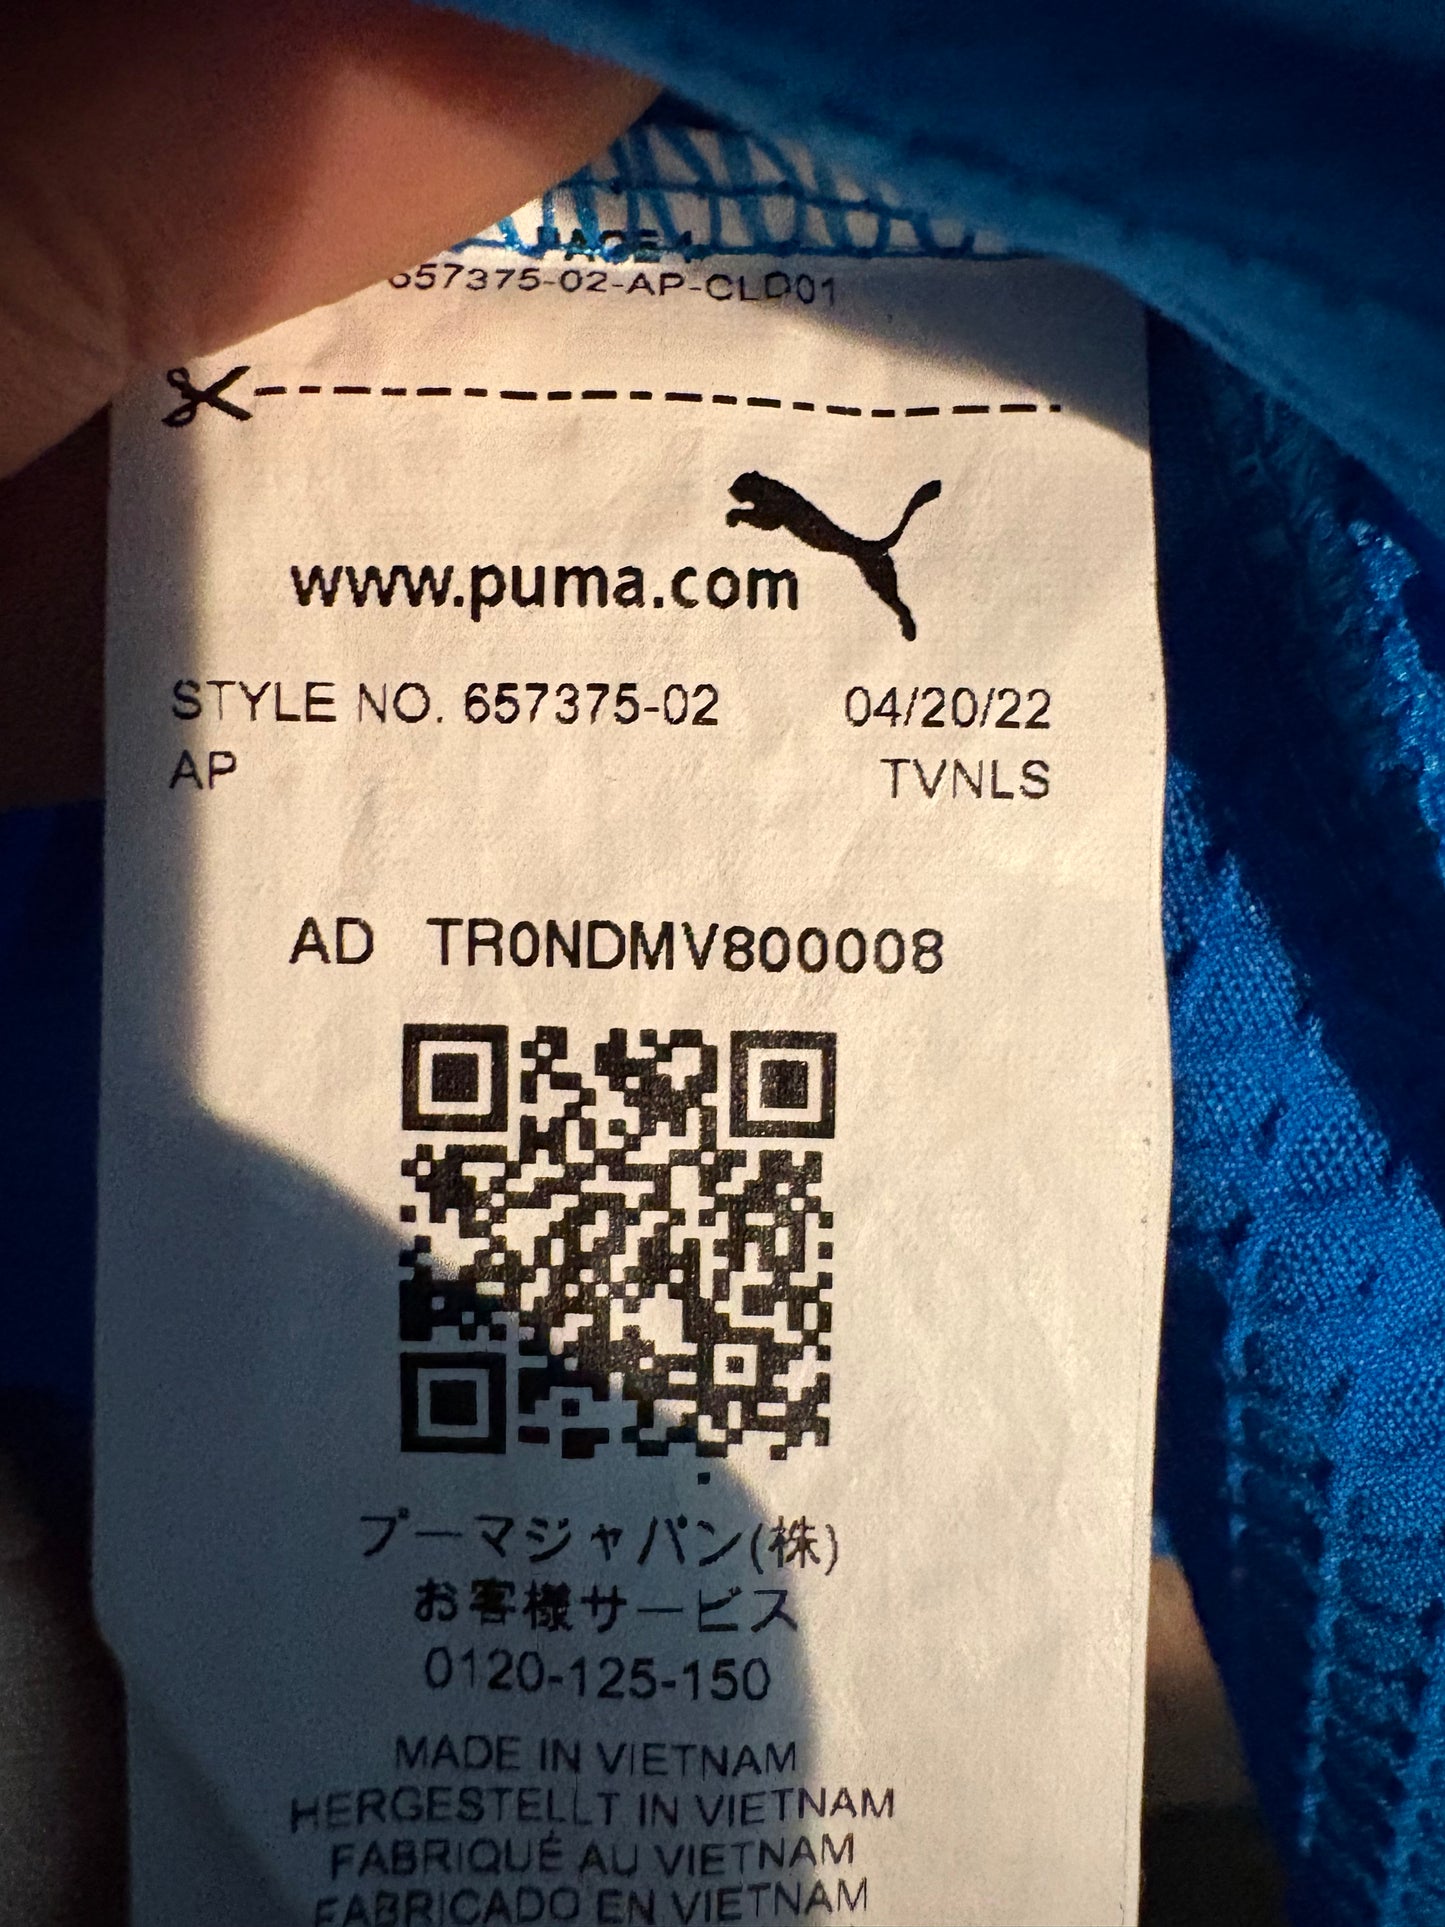 657375-02-AP-CLD01
www.puma.com
STYLE NO. 657375-02 04/20/22
AP TVNLS
AD TR0NDMV800008
プーマジャパン(株)
お客様サービス
0120-125-150
MADE IN VIETNAM
HERGESTELLT IN VIETNAM
FABRIQUÉ AU VIETNAM
FABRICADO EN VIETNAM